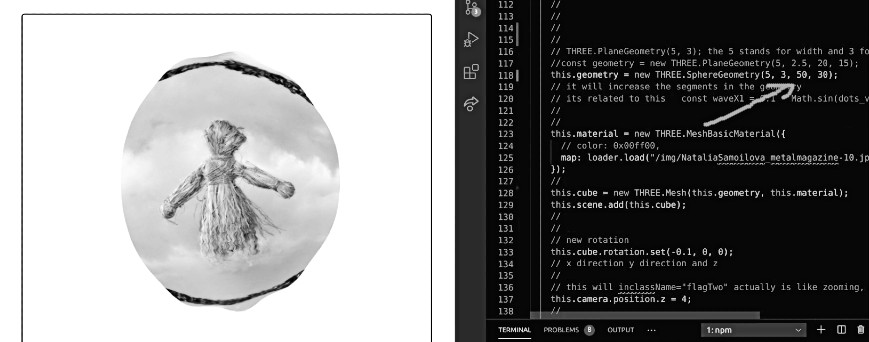 112 //
113 //
114 //
115 //
116 // THREE.PlaneGeometry(5, 3); the 5 stands for width and 3 fo
117 //const geometry = new THREE.PlaneGeometry(5, 2.5, 20, 15);
118 this.geometry = new THREE.SphereGeometry(5, 3, 50, 30);
119 // it will increase the segments in the
120 // its related to this const waveX1 = Math.sin(dots_v
121 //
122 //
123 this.material = new THREE.MeshBasicMaterial({
124 // color: 0x00ff00,
125 map: loader.load("/img/NataliaSamoilova_metalmagazine-10.jp
126 });
127 //
128 this.cube = new THREE.Mesh(this.geometry, this.material);
129 this.scene.add(this.cube);
130 //
131 //
132 // new rotation
133 this.cube.rotation.set(-0.1, 0, 0);
134 // x direction y direction and z
135 //
136 // this will inclassName="flagTwo" actually is like zooming,
137 this.camera.position.z = 4;
138 //
3
TERMINAL PROBLEMS 8 OUTPUT ··· 1: npm